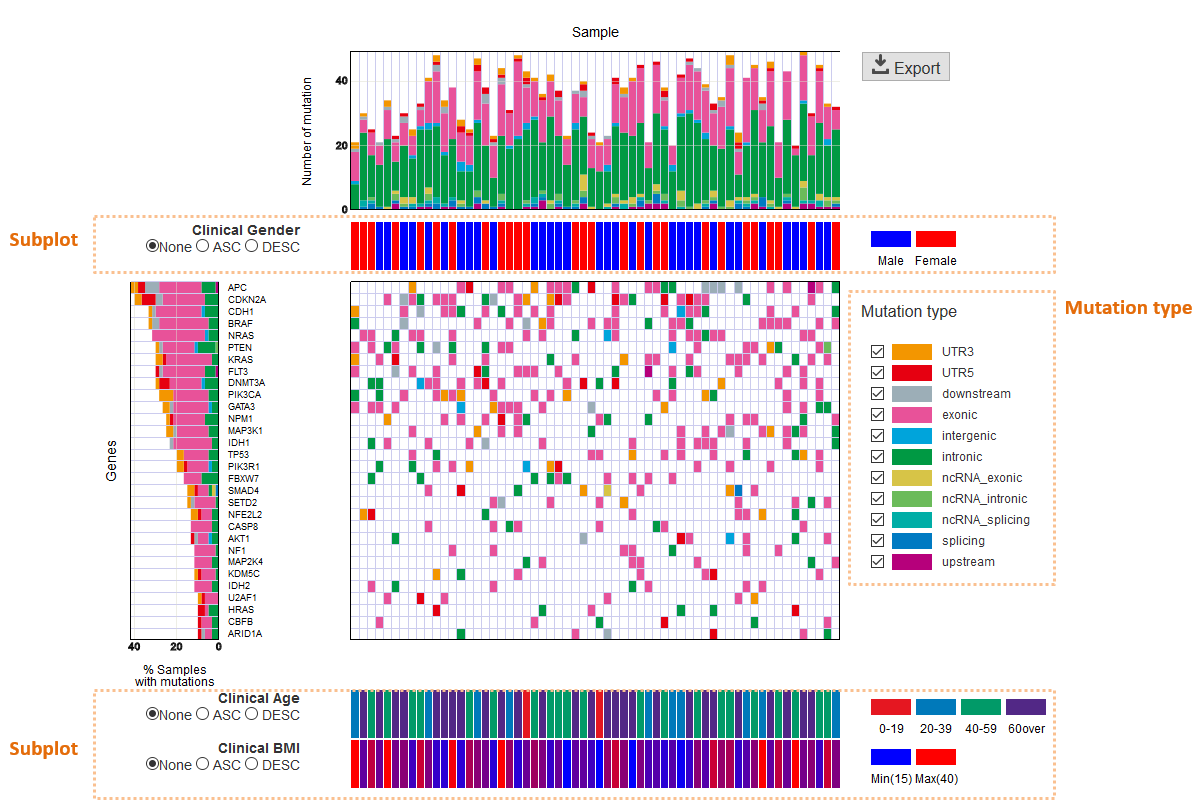 Sample
Export
Number of mutation
40
20
0
Subplot
Clinical Gender
None ASC DESC
Male Female
Genes
APC
CDKN2A
CDH1
BRAF
NRAS
PTEN
KRAS
FLT3
DNMT3A
PIK3CA
GATA3
NPM1
MAP3K1
IDH1
TP53
PIK3R1
FBXW7
SMAD4
SETD2
NFE2L2
CASP8
AKT1
NF1
MAP2K4
KDM5C
IDH2
U2AF1
HRAS
CBFB
ARID1A
40 20 0
% Samples
with mutations
Mutation type
Mutation type
UTR3
UTR5
downstream
exonic
intergenic
intronic
ncRNA_exonic
ncRNA_intronic
ncRNA_splicing
splicing
upstream
Subplot
Clinical Age
None ASC DESC
0-19 20-39 40-59 60over
Clinical BMI
None ASC DESC
Min(15) Max(40)